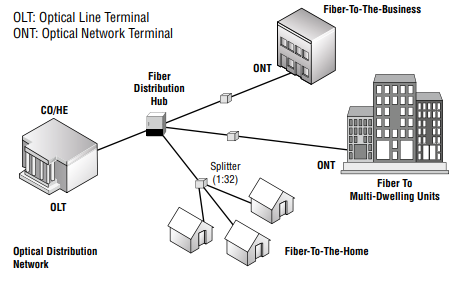 OLT: Optical Line Terminal
ONT: Optical Network Terminal
Fiber-To-The-Business
ONT
Fiber
Distribution
Hub
CO/HE
OLT
Splitter
(1:32)
ONT
Fiber To
Multi-Dwelling Units
Fiber-To-The-Home
Optical Distribution
Network